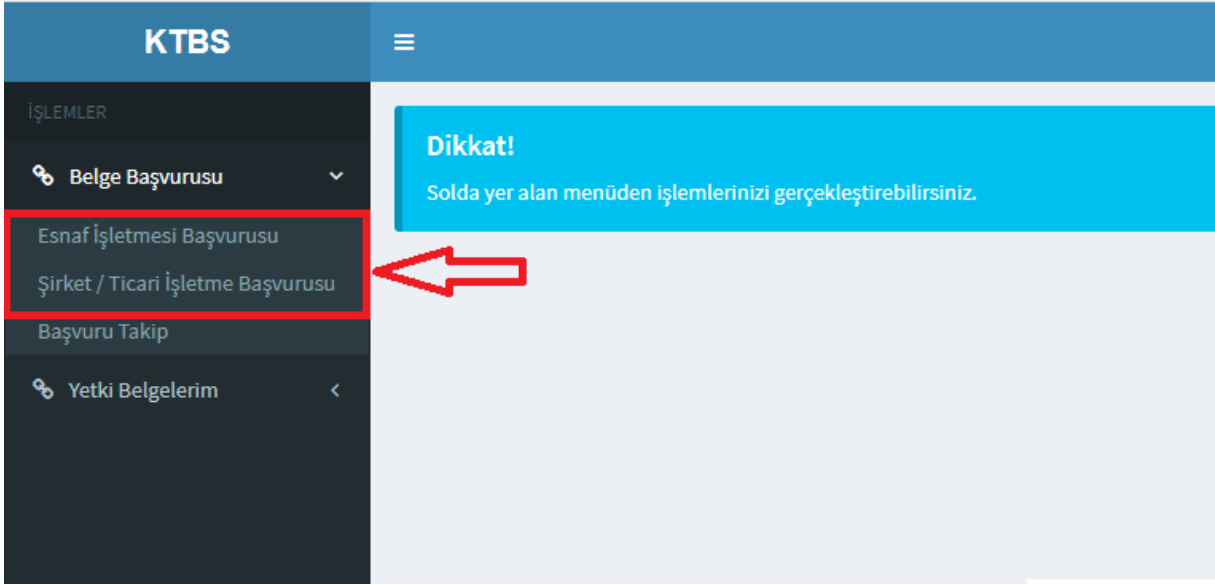 KTBS
İŞLEMLER
Belge Başvurusu
Esnaf İşletmesi Başvurusu
Şirket / Ticari İşletme Başvurusu
Başvuru Takip
Yetki Belgelerim
Dikkat!
Solda yer alan menüden işlemlerinizi gerçekleştirebilirsiniz.